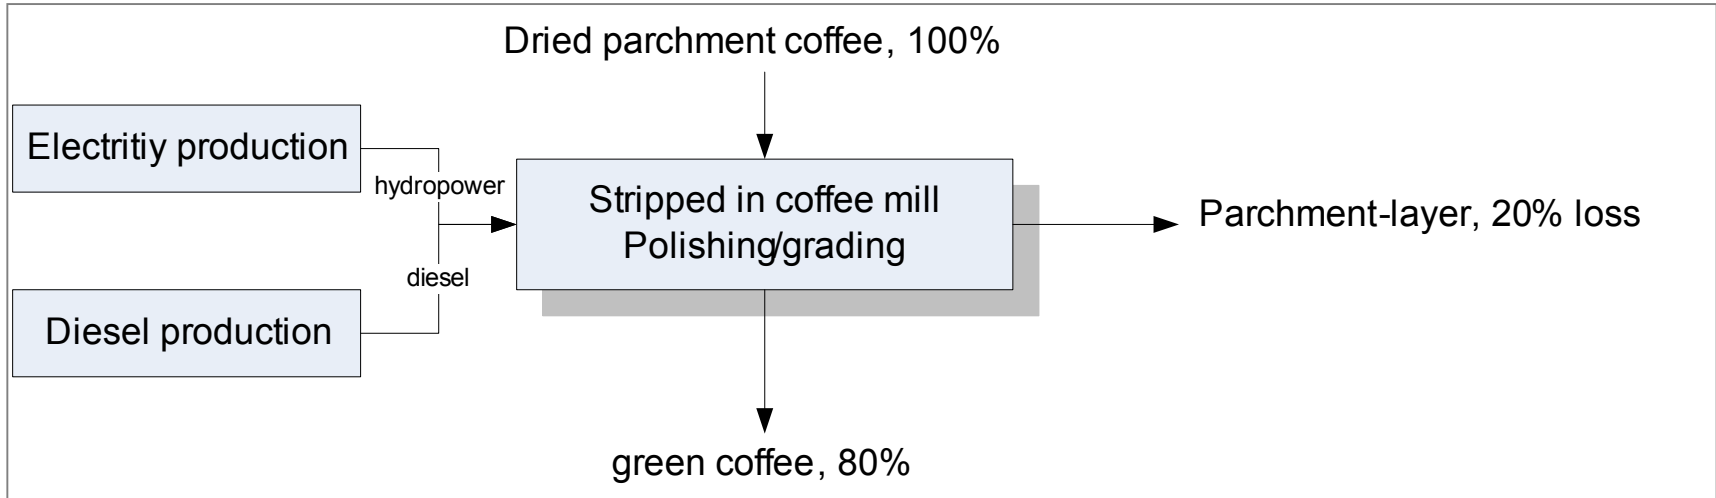 Dried parchment coffee, 100%
Electritiy production
hydropower
Stripped in coffee mill
Polishing/grading
Parchment-layer, 20% loss
diesel
Diesel production
green coffee, 80%